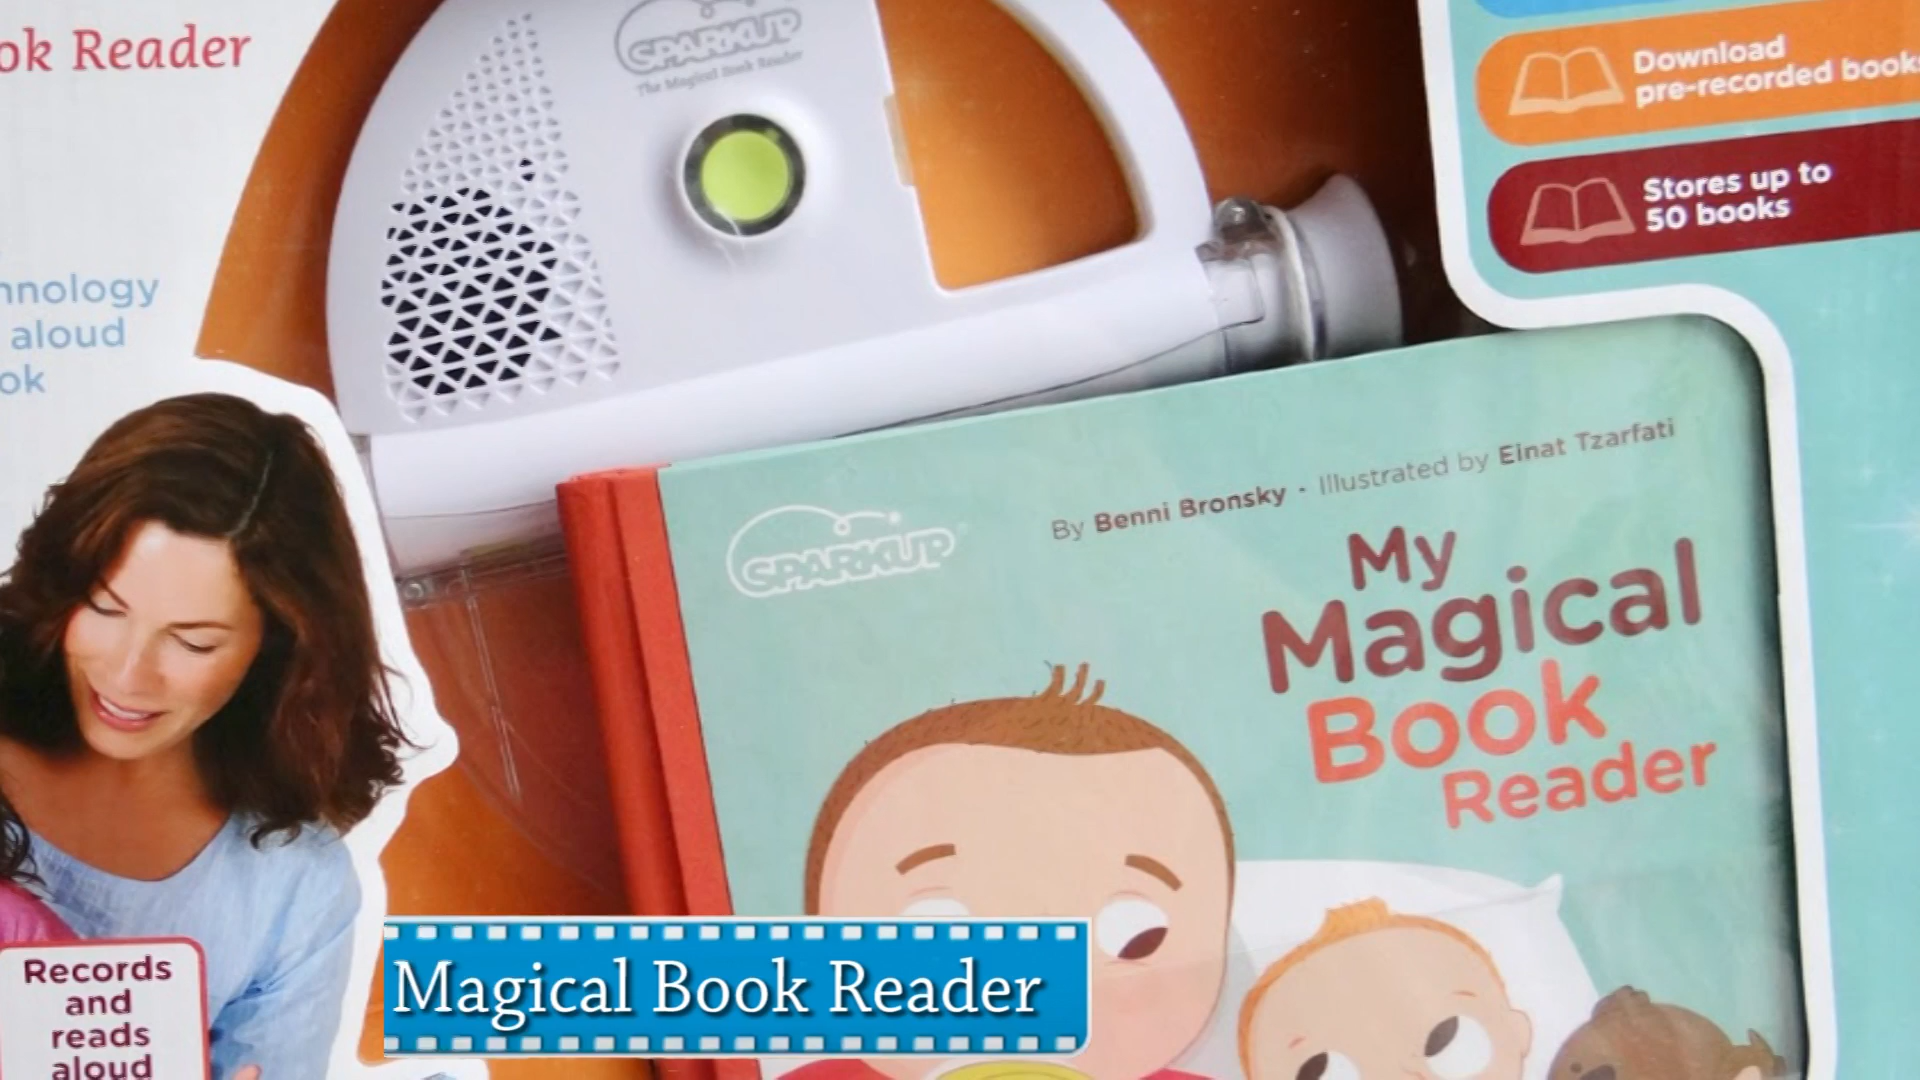 ok Reader
SPARKUP
The Magical Book Reader
Download
pre-recorded books
Stores up to
50 books
nnology
aloud
ok
SPARKUP
By Benni Bronsky · Illustrated by Einat Tzarfati
My
Magical
Book
Reader
Records
and
reads
aloud
Magical Book Reader